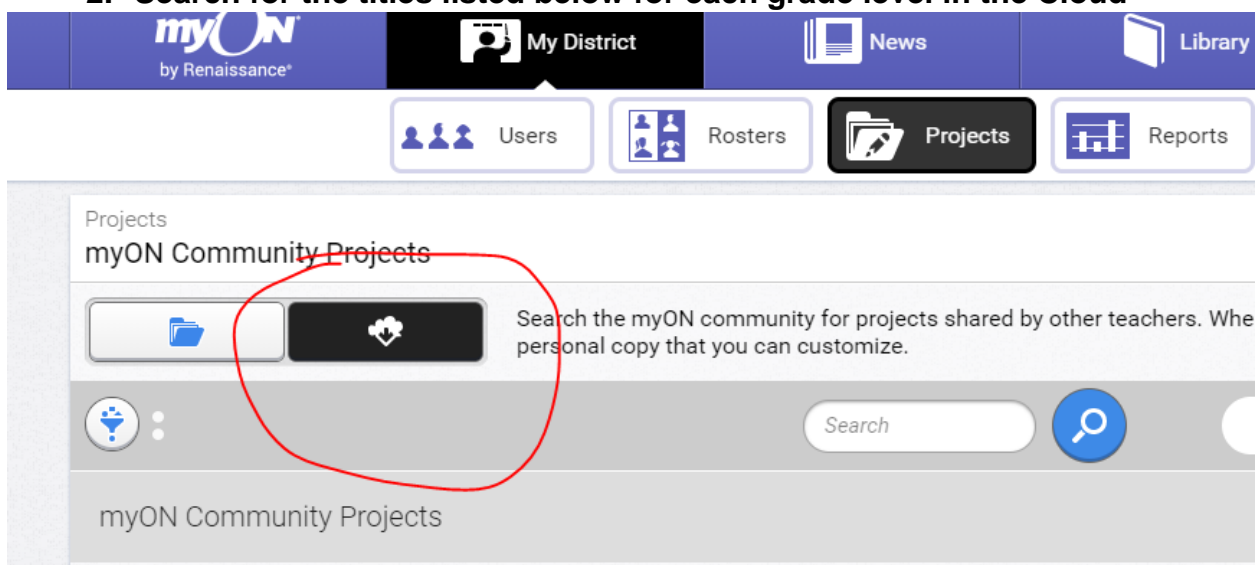 2. Search for the titles listed below for each grade level in the Cloud
myON
by Renaissance
My District
News
Library
Users
Rosters
Projects
Reports
Projects
myON Community Projects
Search the myON community for projects shared by other teachers. Whe
personal copy that you can customize.
Search
myON Community Projects